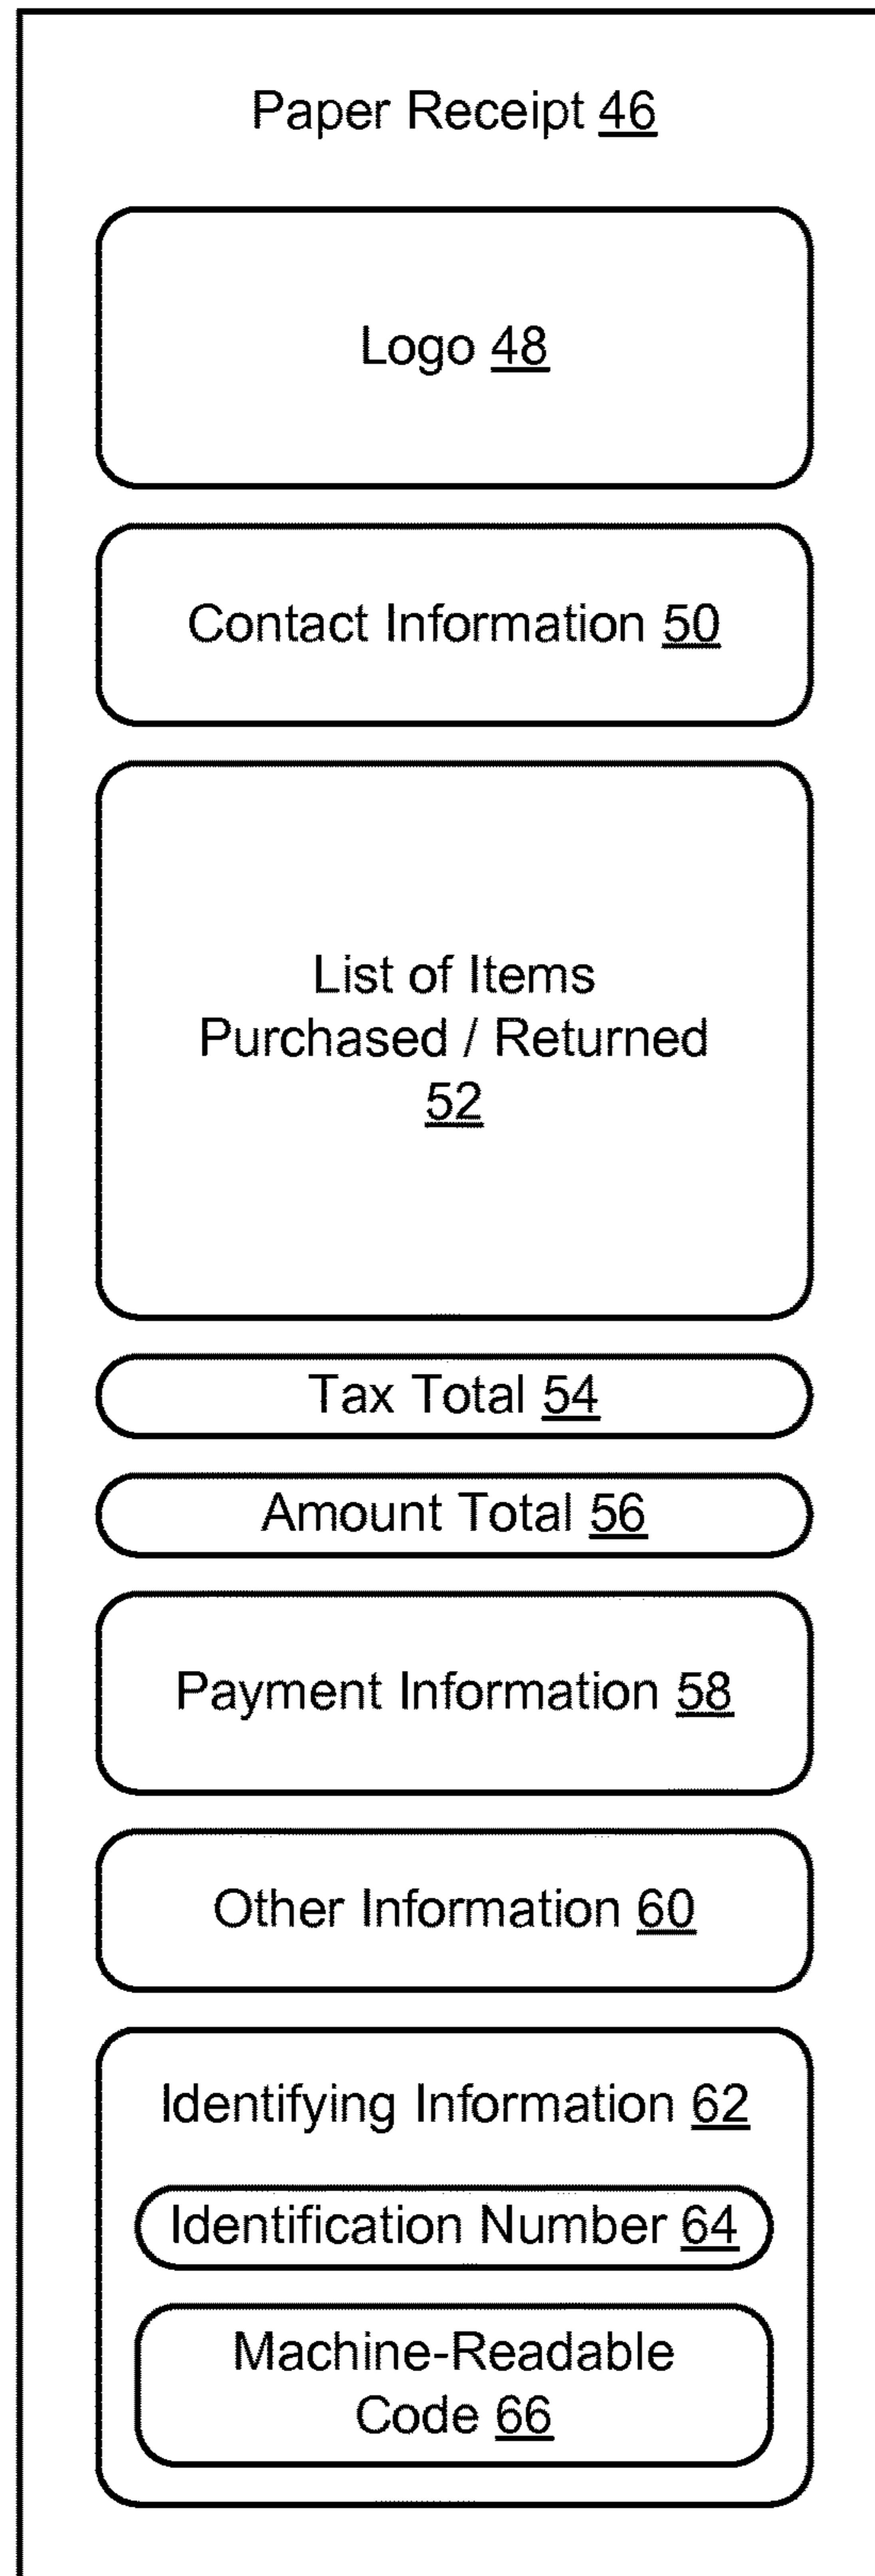 Paper Receipt 46
Logo 48
Contact Information 50
List of Items
Purchased / Returned
52
Tax Total 54
Amount Total 56
Payment Information 58
Other Information 60
Identifying Information 62
Identification Number 64
Machine-Readable
Code 66